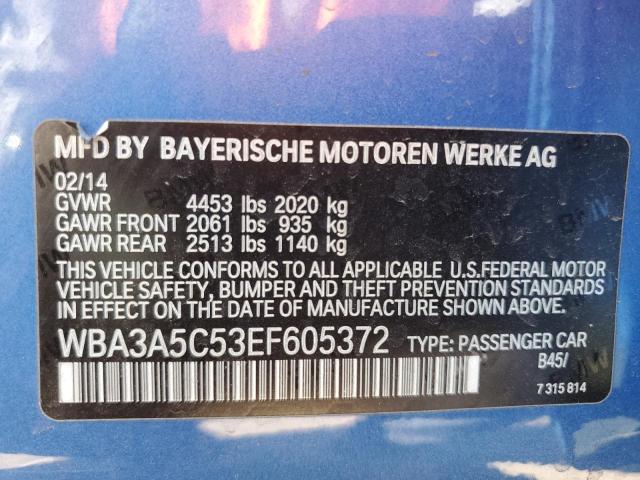 MFD BY BAYERISCHE MOTOREN WERKE AG
02/14
GVWR 4453 lbs 2020 kg
GAWR FRONT 2061 lbs 935 kg
GAWR REAR 2513 lbs 1140 kg
THIS VEHICLE CONFORMS TO ALL APPLICABLE U.S.FEDERAL MOTOR
VEHICLE SAFETY, BUMPER AND THEFT PREVENTION STANDARDS
IN EFFECT ON THE DATE OF MANUFACTURE SHOWN ABOVE.
WBA3A5C53EF605372 TYPE: PASSENGER CAR
B45/
7 315 814